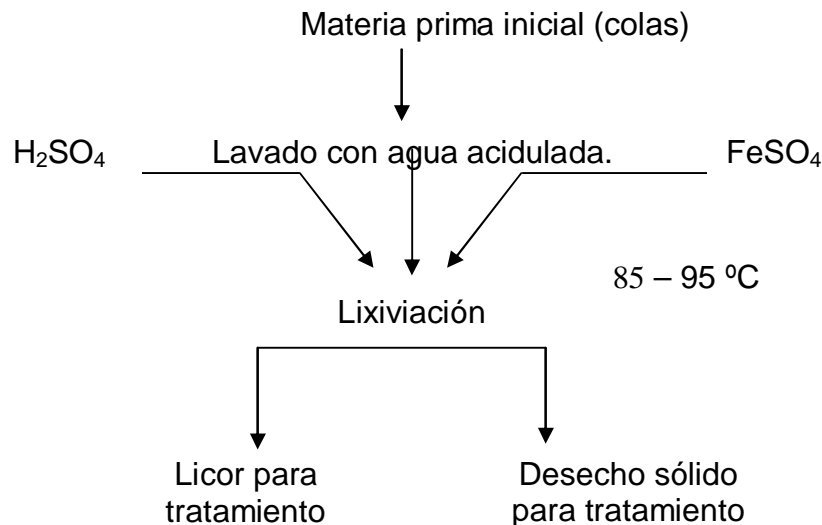 Materia prima inicial (colas)
H₂SO₄ Lavado con agua acidulada. FeSO₄
85 – 95 ºC
Lixiviación
Licor para
tratamiento
Desecho sólido
para tratamiento